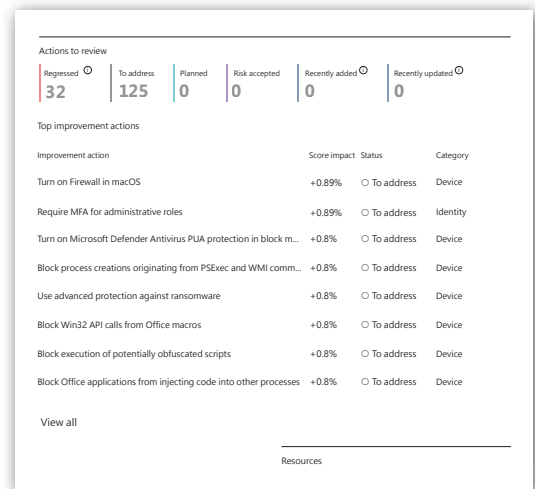 Actions to review
Regressed To address Planned Risk accepted Recently added Recently updated
32 125 0 0 0 0
Top improvement actions
Improvement action Score impact Status Category
Turn on Firewall in macOS +0.89% To address Device
Require MFA for administrative roles +0.89% To address Identity
Turn on Microsoft Defender Antivirus PUA protection in block m... +0.8% To address Device
Block process creations originating from PSExec and WMI comm... +0.8% To address Device
Use advanced protection against ransomware +0.8% To address Device
Block Win32 API calls from Office macros +0.8% To address Device
Block execution of potentially obfuscated scripts +0.8% To address Device
Block Office applications from injecting code into other processes +0.8% To address Device
View all
Resources